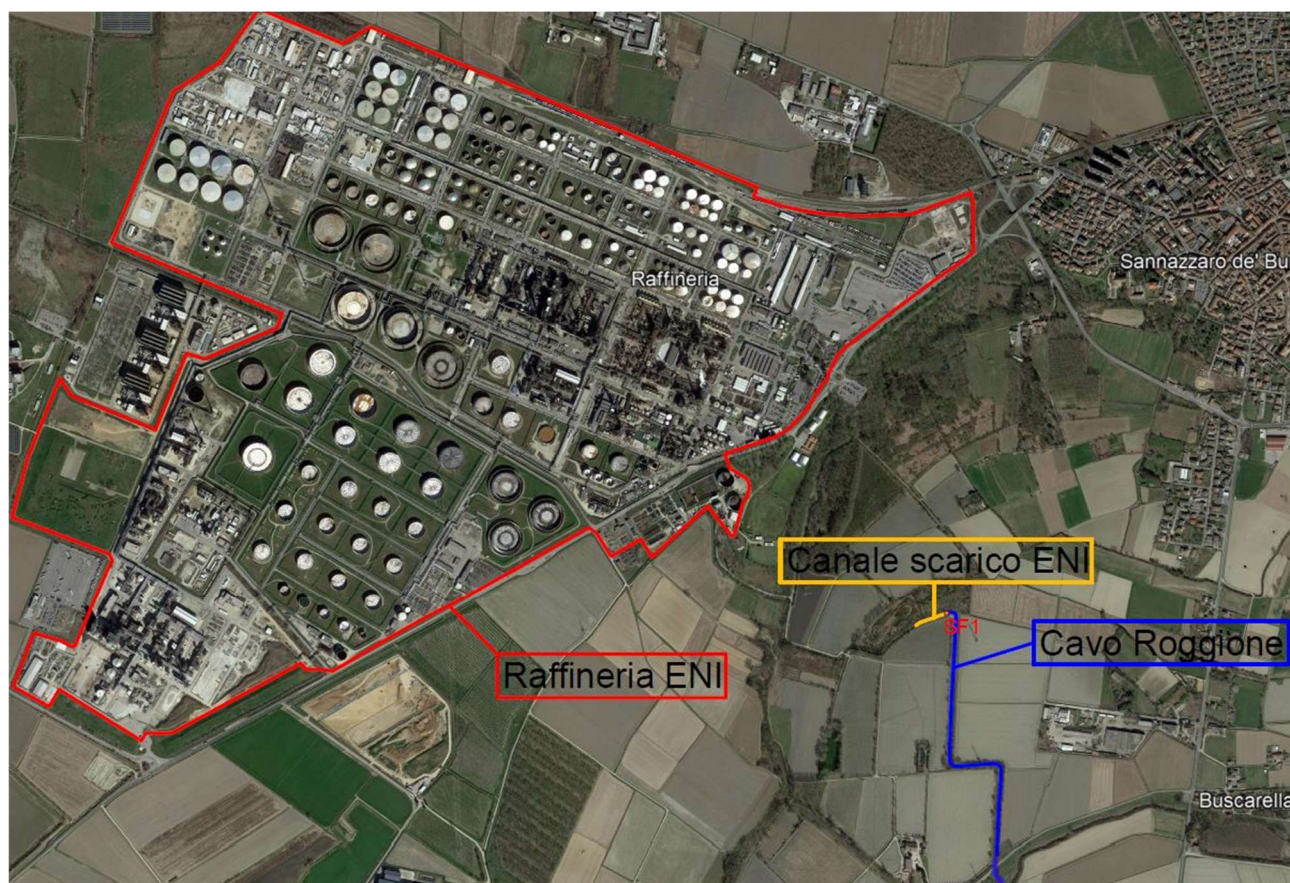 Raffineria
Sannazzaro de' Bu
Canale scarico ENI
SF1
Cavo Roggione
Raffineria ENI
Buscarella